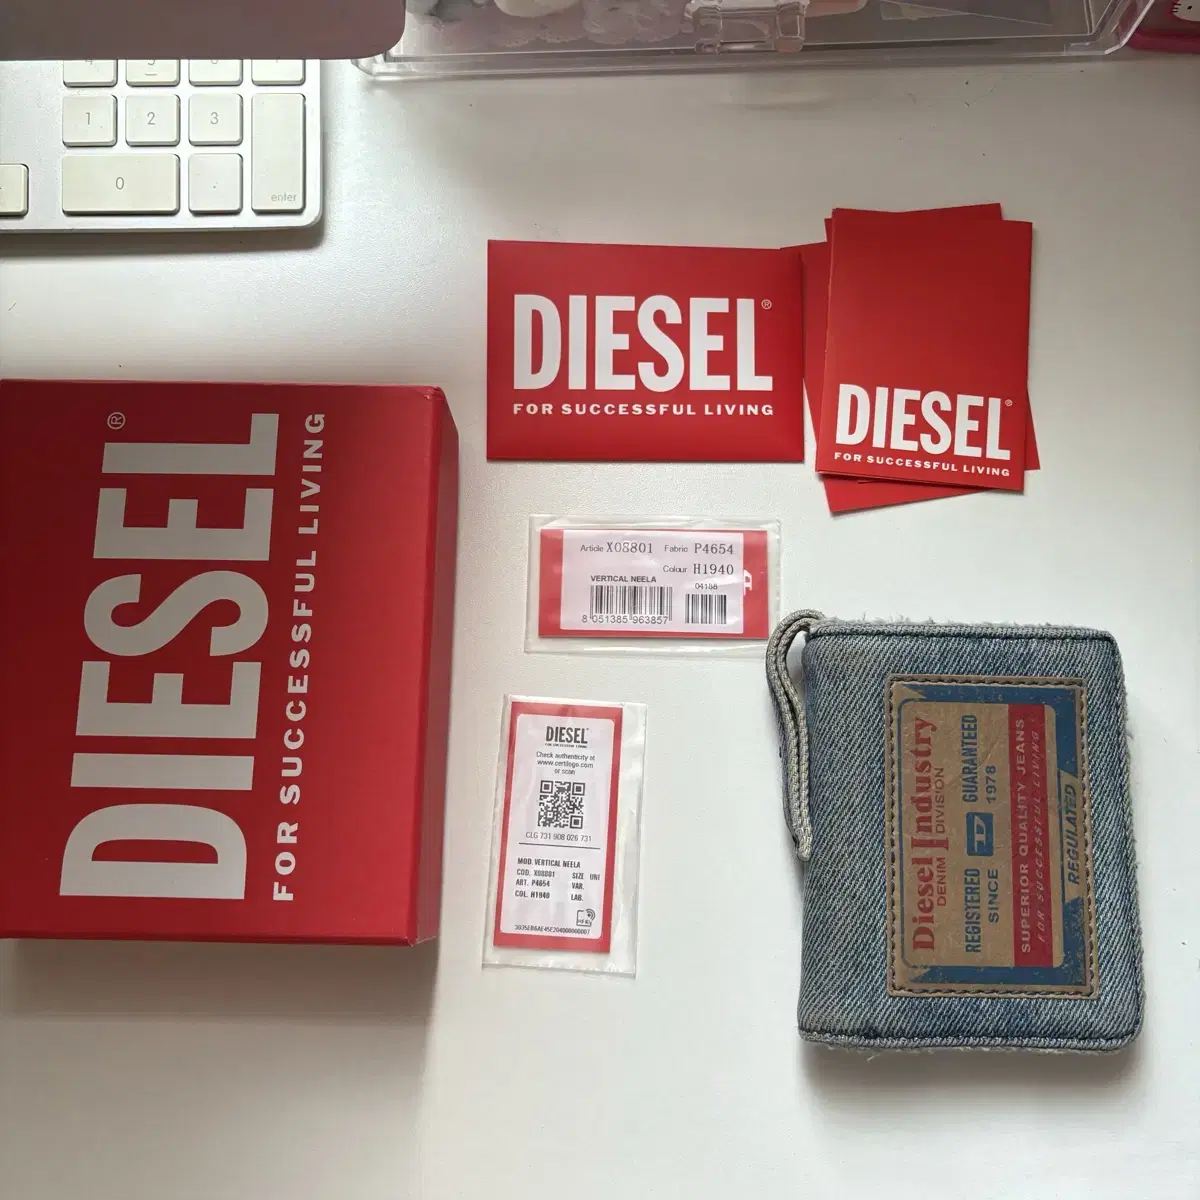 1
2
3
0
.
enter
DIESEL®
FOR SUCCESSFUL LIVING
DIESEL®
FOR SUCCESSFUL LIVING
DIESEL®
FOR SUCCESSFUL LIVING
Article X08801 Fabric P4654
Colour H1940
VERTICAL NEELA 04188
8 051385 963857
DIESEL
FOR SUCCESSFUL LIVING
Check authenticity at
www.certilogo.com
or scan
CLG 731 908 026 731
MOD. VERTICAL NEELA
COD. X08801 SIZE UNI
ART. P4654 VAR.
COL. H1940 LAB.
Diesel Industry
DENIM DIVISION
REGISTERED GUARANTEED
SINCE 1978
SUPERIOR QUALITY JEANS
FOR SUCCESSFUL LIVING
REGULATED